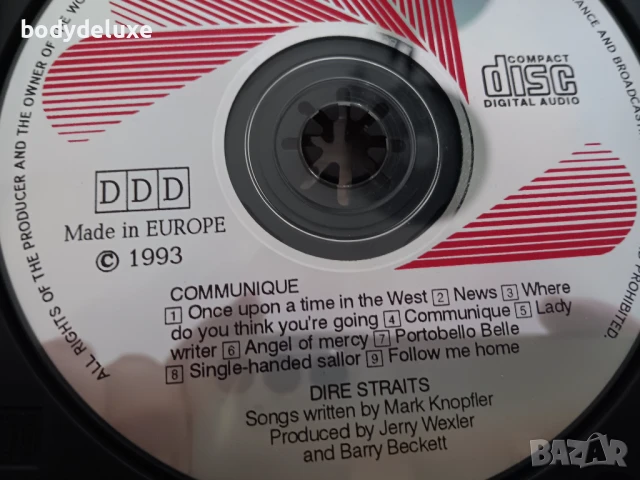 bodydeluxe
ALL RIGHTS OF THE PRODUCER AND THE OWNER OF THE WO
ANCE AND BROADCAST
PROHIBITED.
COMPACT
disc
DIGITAL AUDIO
DDD
Made in EUROPE
© 1993
COMMUNIQUE
1 Once upon a time in the West 2 News 3 Where
do you think you're going 4 Communique 5 Lady
writer 6 Angel of mercy 7 Portobello Belle
8 Single-handed sallor 9 Follow me home
DIRE STRAITS
Songs written by Mark Knopfler
Produced by Jerry Wexler
and Barry Beckett
BAZAR